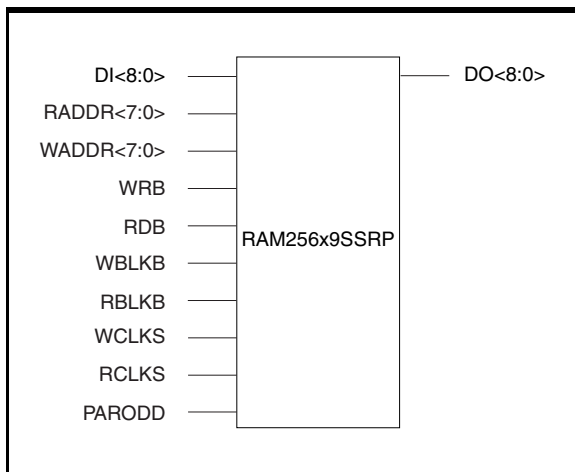 DI<8:0> DO<8:0>
RADDR<7:0>
WADDR<7:0>
WRB
RDB
RAM256x9SSRP
WBLKB
RBLKB
WCLKS
RCLKS
PARODD